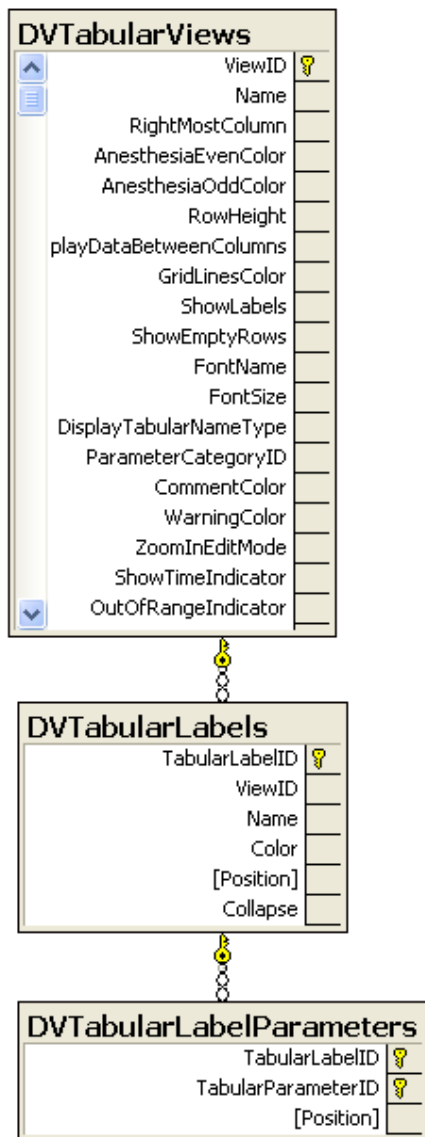 DVTabularViews
ViewID
Name
RightMostColumn
AnesthesiaEvenColor
AnesthesiaOddColor
RowHeight
playDataBetweenColumns
GridLinesColor
ShowLabels
ShowEmptyRows
FontName
FontSize
DisplayTabularNameType
ParameterCategoryID
CommentColor
WarningColor
ZoomInEditMode
ShowTimeIndicator
OutOfRangeIndicator
DVTabularLabels
TabularLabelID
ViewID
Name
Color
[Position]
Collapse
DVTabularLabelParameters
TabularLabelID
TabularParameterID
[Position]